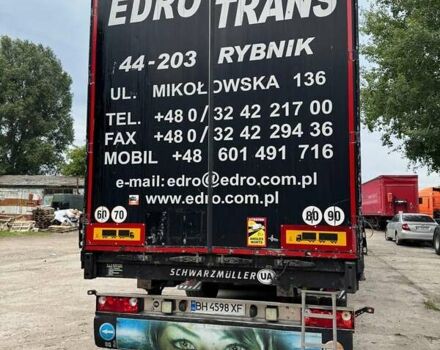 EDRO TRANS
44-203 RYBNIK
UL. MIKOŁOWSKA 136
TEL. +48 0/32 42 217 00
FAX +48 0/32 42 294 36
MOBIL +48 601 491 716
e-mail: edro@edro.com.pl
www.edro.com.pl
60 70
80 90
SCHWARZMÜLLER UA
BH 4598 XF